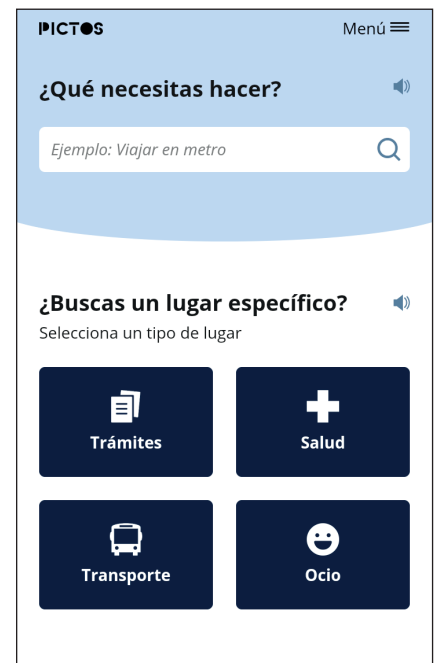 PICTOS
Menú
¿Qué necesitas hacer?
Ejemplo: Viajar en metro
¿Buscas un lugar específico?
Selecciona un tipo de lugar
Trámites
Salud
Transporte
Ocio